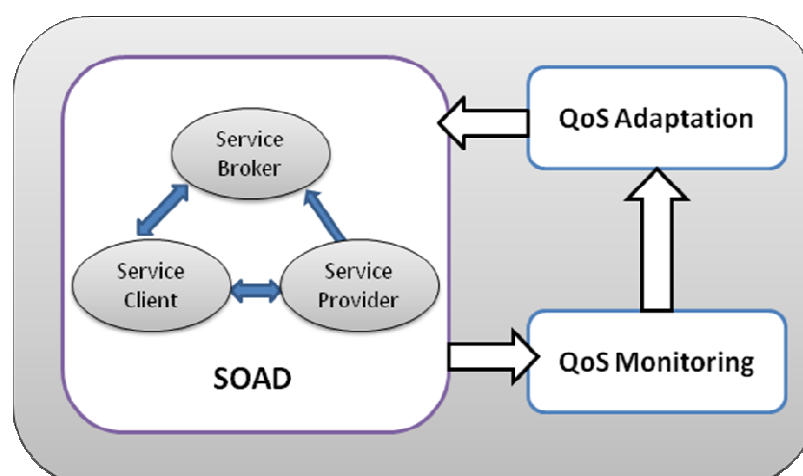 Service
Broker
Service
Client
Service
Provider
SOAD
QoS Adaptation
QoS Monitoring